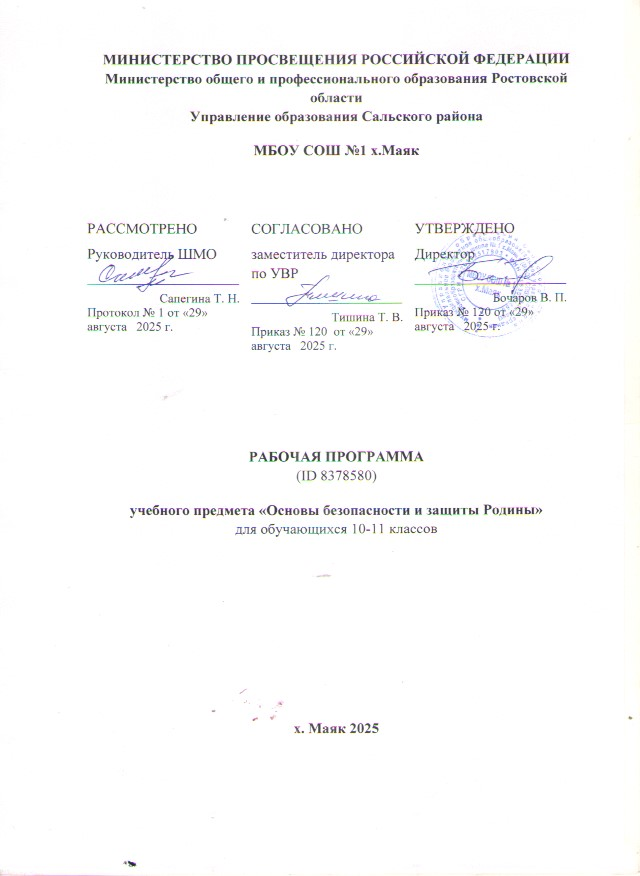 МИНИСТЕРСТВО ПРОСВЕЩЕНИЯ РОССИЙСКОЙ ФЕДЕРАЦИИ
Министерство общего и профессионального образования Ростовской
области
Управление образования Сальского района
МБОУ СОШ №1 х.Маяк
РАССМОТРЕНО
Руководитель ШМО
Сапегина Т. Н.
Протокол № 1 от «29»
августа 2025 г.
СОГЛАСОВАНО
заместитель директора
по УВР
Тишина Т. В.
Приказ № 120 от «29»
августа 2025 г.
УТВЕРЖДЕНО
Директор
Бочаров В. П.
Приказ № 120 от «29»
августа 2025 г.
РАБОЧАЯ ПРОГРАММА
(ID 8378580)
учебного предмета «Основы безопасности и защиты Родины»
для обучающихся 10-11 классов
х. Маяк 2025